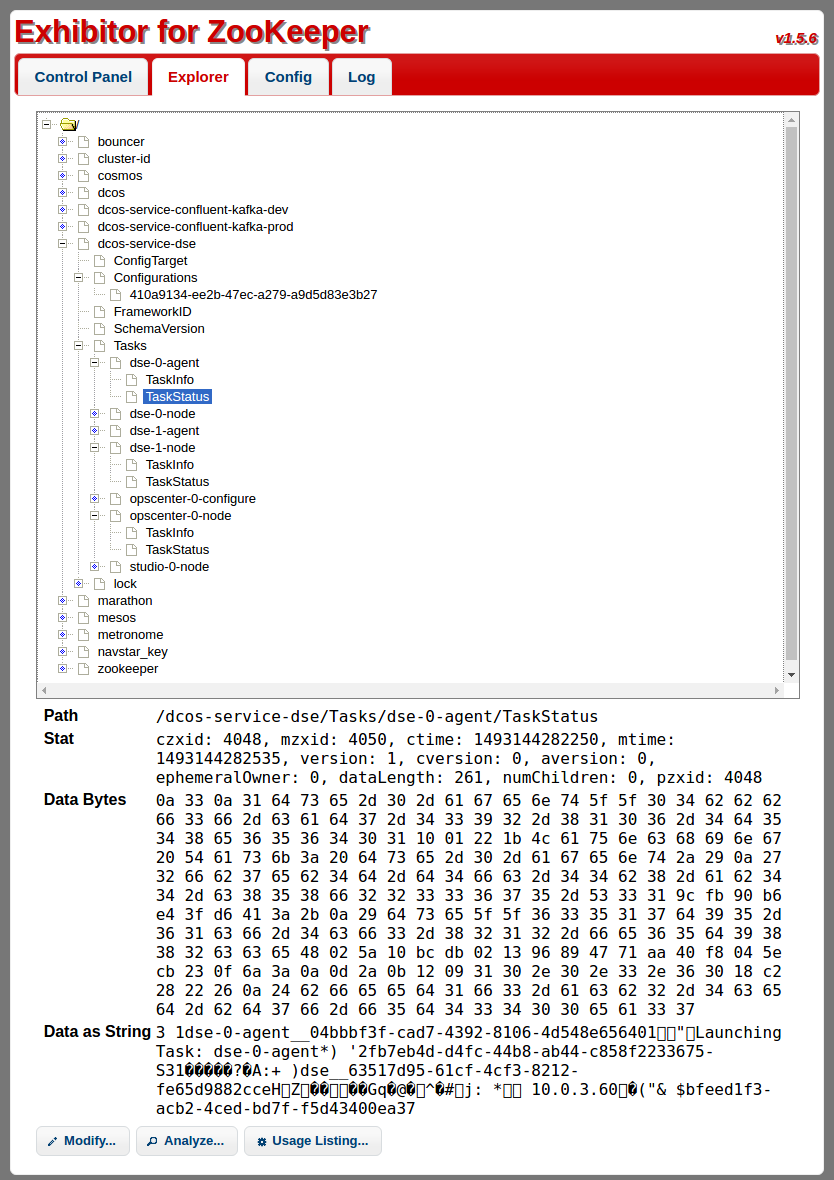 Exhibitor for ZooKeeper
v1.5.6
Control Panel
Explorer
Config
Log
/
bouncer
cluster-id
cosmos
dcos
dcos-service-confluent-kafka-dev
dcos-service-confluent-kafka-prod
dcos-service-dse
ConfigTarget
Configurations
410a9134-ee2b-47ec-a279-a9d5d83e3b27
FrameworkID
SchemaVersion
Tasks
dse-0-agent
TaskInfo
TaskStatus
dse-0-node
dse-1-agent
dse-1-node
TaskInfo
TaskStatus
opscenter-0-configure
opscenter-0-node
TaskInfo
TaskStatus
studio-0-node
lock
marathon
mesos
metronome
navstar_key
zookeeper
Path /dcos-service-dse/Tasks/dse-0-agent/TaskStatus
Stat czxid: 4048, mzxid: 4050, ctime: 1493144282250, mtime:
1493144282535, version: 1, cversion: 0, aversion: 0,
ephemeralOwner: 0, dataLength: 261, numChildren: 0, pzxid: 4048
Data Bytes 0a 33 0a 31 64 73 65 2d 30 2d 61 67 65 6e 74 5f 5f 30 34 62 62 62
66 33 66 2d 63 61 64 37 2d 34 33 39 32 2d 38 31 30 36 2d 34 64 35
34 38 65 36 35 36 34 30 31 10 01 22 1b 4c 61 75 6e 63 68 69 6e 67
20 54 61 73 6b 3a 20 64 73 65 2d 30 2d 61 67 65 6e 74 2a 29 0a 27
32 66 62 37 65 62 34 64 2d 64 34 66 63 2d 34 34 62 38 2d 61 62 34
34 2d 63 38 35 38 66 32 32 33 33 36 37 35 2d 53 33 31 9c fb 90 b6
e4 3f d6 41 3a 2b 0a 29 64 73 65 5f 5f 36 33 35 31 37 64 39 35 2d
36 31 63 66 2d 34 63 66 33 2d 38 32 31 32 2d 66 65 36 35 64 39 38
38 32 63 63 65 48 02 5a 10 bc db 02 13 96 89 47 71 aa 40 f8 04 5e
cb 23 0f 6a 3a 0a 0d 2a 0b 12 09 31 30 2e 30 2e 33 2e 36 30 18 c2
28 22 26 0a 24 62 66 65 65 64 31 66 33 2d 61 63 62 32 2d 34 63 65
64 2d 62 64 37 66 2d 66 35 64 34 33 34 30 30 65 61 33 37
Data as String 3 1dse-0-agent__04bbbf3f-cad7-4392-8106-4d548e656401"Launching
Task: dse-0-agent*) '2fb7eb4d-d4fc-44b8-ab44-c858f2233675-
S31�����?�A:+ )dse__63517d95-61cf-4cf3-8212-
fe65d9882cceHZ����Gq�@�^�#j: * 10.0.3.60�("& $bfeed1f3-
acb2-4ced-bd7f-f5d43400ea37
Modify...
Analyze...
Usage Listing...